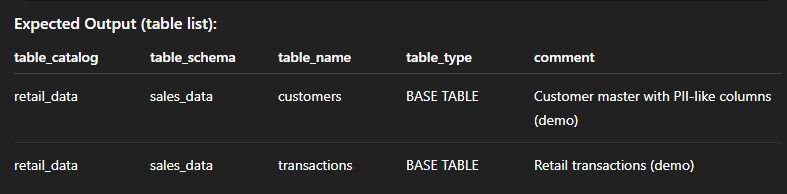 Expected Output (table list):
table_catalog table_schema table_name table_type comment
retail_data sales_data customers BASE TABLE Customer master with PII-like columns
(demo)
retail_data sales_data transactions BASE TABLE Retail transactions (demo)